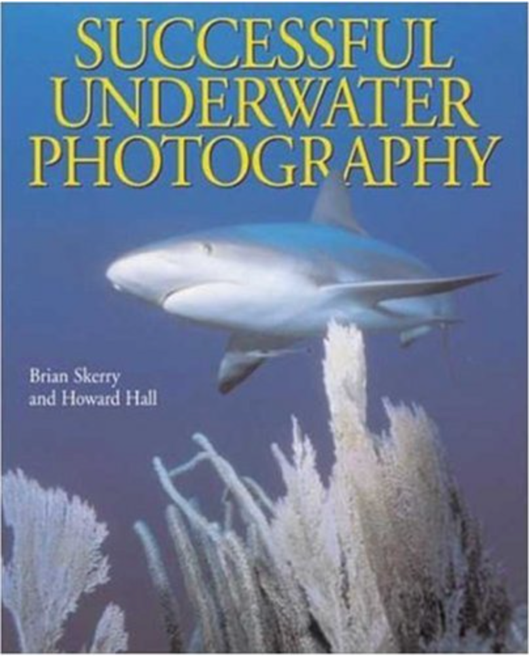 SUCCESSFUL
UNDERWATER
PHOTOGRAPHY
Brian Skerry
and Howard Hall